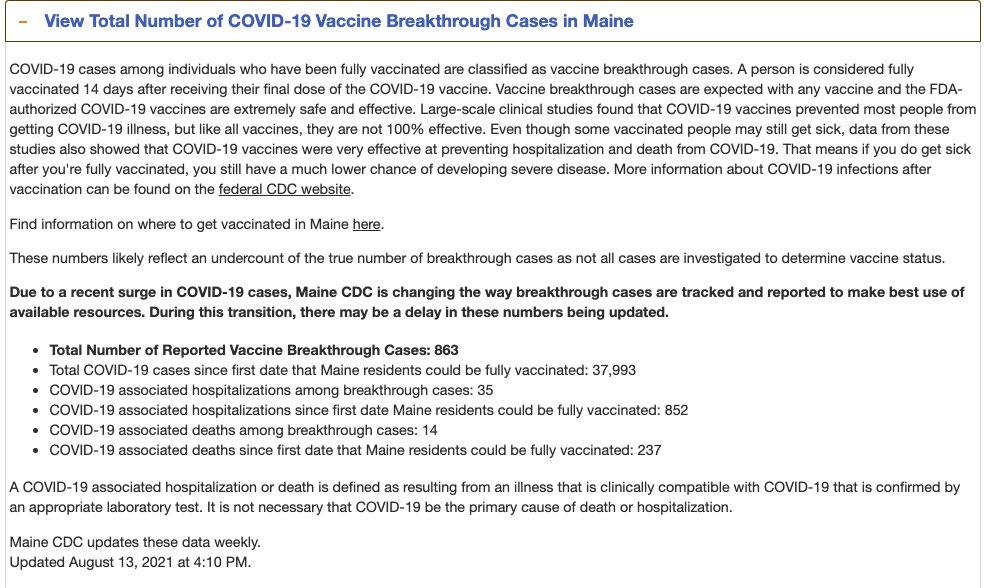 – View Total Number of COVID-19 Vaccine Breakthrough Cases in Maine
COVID-19 cases among individuals who have been fully vaccinated are classified as vaccine breakthrough cases. A person is considered fully
vaccinated 14 days after receiving their final dose of the COVID-19 vaccine. Vaccine breakthrough cases are expected with any vaccine and the FDA-
authorized COVID-19 vaccines are extremely safe and effective. Large-scale clinical studies found that COVID-19 vaccines prevented most people from
getting COVID-19 illness, but like all vaccines, they are not 100% effective. Even though some vaccinated people may still get sick, data from these
studies also showed that COVID-19 vaccines were very effective at preventing hospitalization and death from COVID-19. That means if you do get sick
after you're fully vaccinated, you still have a much lower chance of developing severe disease. More information about COVID-19 infections after
vaccination can be found on the federal CDC website.
Find information on where to get vaccinated in Maine here.
These numbers likely reflect an undercount of the true number of breakthrough cases as not all cases are investigated to determine vaccine status.
Due to a recent surge in COVID-19 cases, Maine CDC is changing the way breakthrough cases are tracked and reported to make best use of
available resources. During this transition, there may be a delay in these numbers being updated.
• Total Number of Reported Vaccine Breakthrough Cases: 863
• Total COVID-19 cases since first date that Maine residents could be fully vaccinated: 37,993
• COVID-19 associated hospitalizations among breakthrough cases: 35
• COVID-19 associated hospitalizations since first date Maine residents could be fully vaccinated: 852
• COVID-19 associated deaths among breakthrough cases: 14
• COVID-19 associated deaths since first date that Maine residents could be fully vaccinated: 237
A COVID-19 associated hospitalization or death is defined as resulting from an illness that is clinically compatible with COVID-19 that is confirmed by
an appropriate laboratory test. It is not necessary that COVID-19 be the primary cause of death or hospitalization.
Maine CDC updates these data weekly.
Updated August 13, 2021 at 4:10 PM.